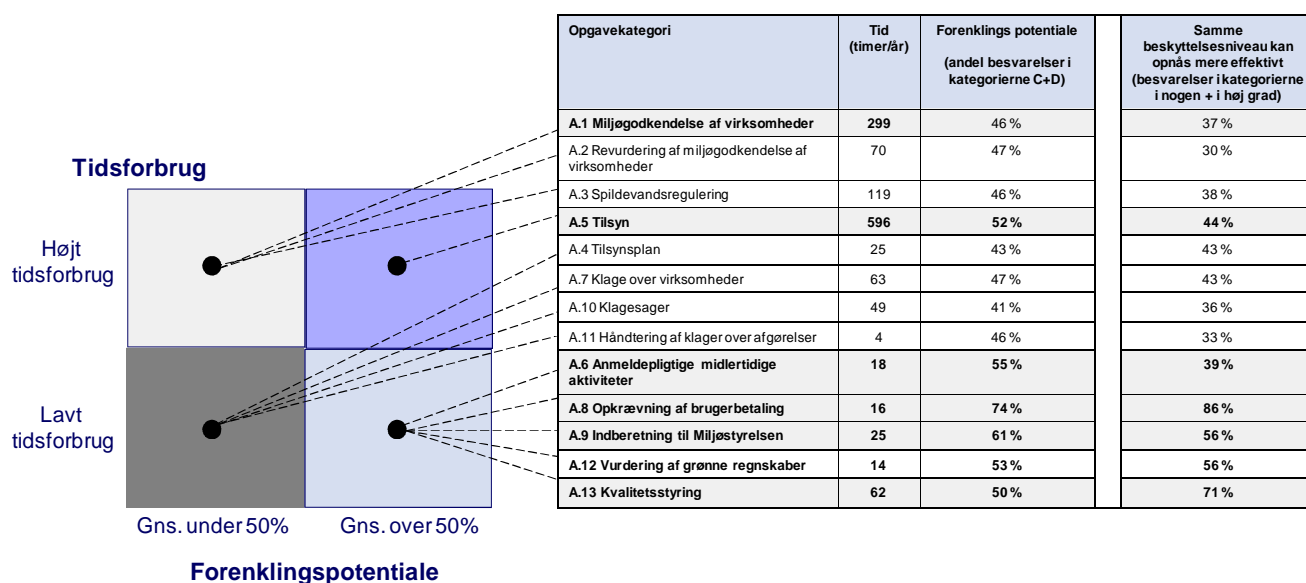 Tidsforbrug
Højt
tidsforbrug
Lavt
tidsforbrug
Gns. under 50%
Gns. over 50%
Forenklingspotentiale
Opgavekategori
Tid
(timer/år)
Forenklings potentiale
(andel besvarelser i
kategorierne C+D)
Samme
beskyttelsesniveau kan
opnås mere effektivt
(besvarelser i kategorierne
i nogen + i høj grad)
A.1 Miljøgodkendelse af virksomheder 299 46 % 37 %
A.2 Revurdering af miljøgodkendelse af
virksomheder 70 47 % 30 %
A.3 Spildevandsregulering 119 46 % 38 %
A.5 Tilsyn 596 52 % 44 %
A.4 Tilsynsplan 25 43 % 43 %
A.7 Klage over virksomheder 63 47 % 43 %
A.10 Klagesager 49 41 % 36 %
A.11 Håndtering af klager over afgørelser 4 46 % 33 %
A.6 Anmeldepligtige midlertidige
aktiviteter 18 55 % 39 %
A.8 Opkrævning af brugerbetaling 16 74 % 86 %
A.9 Indberetning til Miljøstyrelsen 25 61 % 56 %
A.12 Vurdering af grønne regnskaber 14 53 % 56 %
A.13 Kvalitetsstyring 62 50 % 71 %